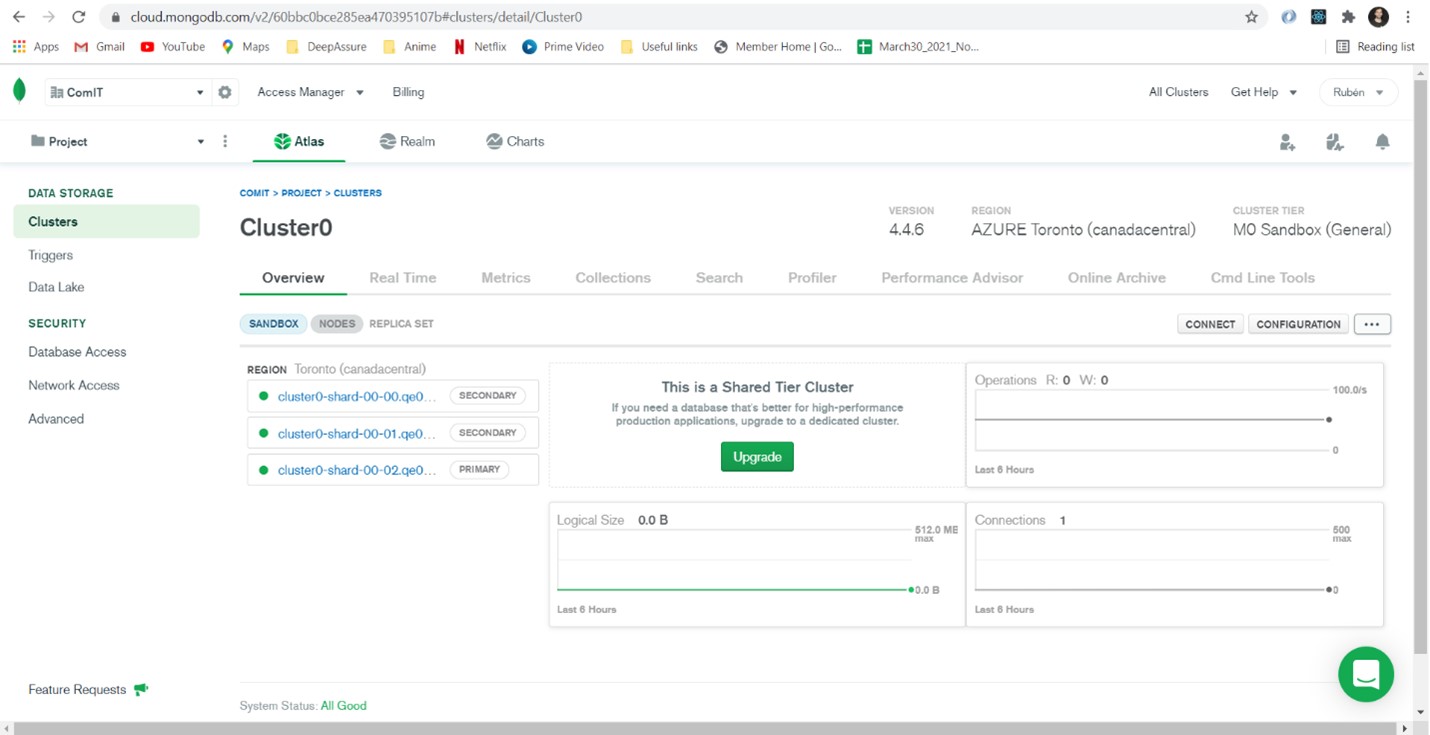 cloud.mongodb.com/v2/60bbc0bce285ea470395107b#clusters/detail/Cluster0
Apps Gmail YouTube Maps DeepAssure Anime Netflix Prime Video Useful links Member Home | Go... March30_2021_No... Reading list
ComIT Access Manager Billing All Clusters Get Help Rubén
Project Atlas Realm Charts
DATA STORAGE
Clusters
Triggers
Data Lake
SECURITY
Database Access
Network Access
Advanced
Feature Requests
COMIT > PROJECT > CLUSTERS
Cluster0
VERSION
4.4.6
REGION
AZURE Toronto (canadacentral)
CLUSTER TIER
M0 Sandbox (General)
Overview Real Time Metrics Collections Search Profiler Performance Advisor Online Archive Cmd Line Tools
SANDBOX NODES REPLICA SET CONNECT CONFIGURATION ...
REGION Toronto (canadacentral)
cluster0-shard-00-00.qe0... SECONDARY
cluster0-shard-00-01.qe0... SECONDARY
cluster0-shard-00-02.qe0... PRIMARY
This is a Shared Tier Cluster
If you need a database that's better for high-performance
production applications, upgrade to a dedicated cluster.
Upgrade
Operations R: 0 W: 0
100.0/s
0
Last 6 Hours
Logical Size 0.0 B
512.0 ME
max
0.0 B
Last 6 Hours
Connections 1
500
max
0
Last 6 Hours
System Status: All Good